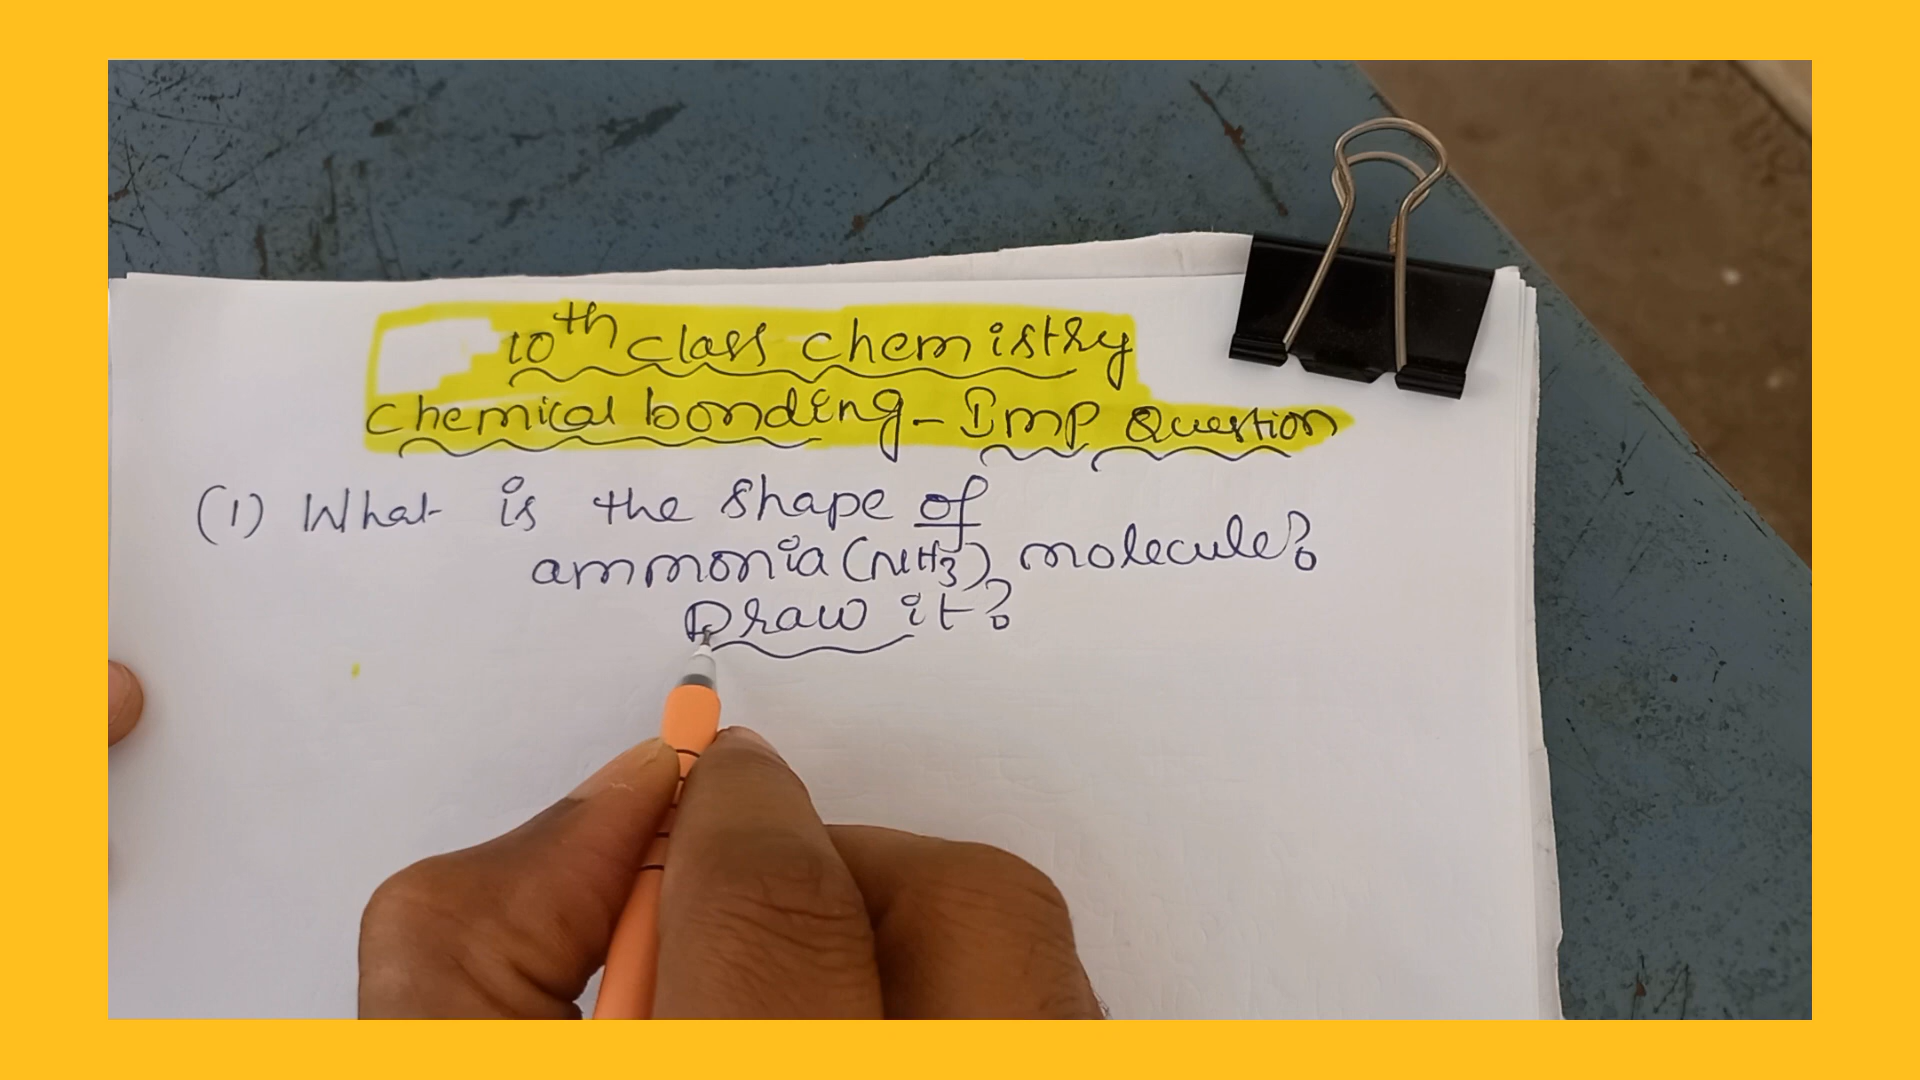 10th class chemistry
chemical bonding - Imp Question
(1) What is the shape of
ammonia (NH3) molecule?
Draw it?